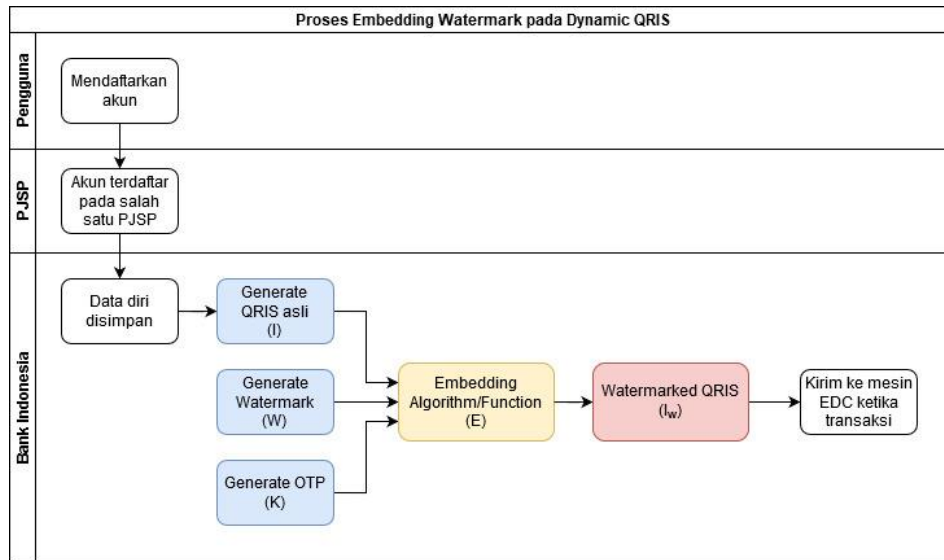 Proses Embedding Watermark pada Dynamic QRIS
Pengguna
Mendaftarkan
akun
PJSP
Akun terdaftar
pada salah
satu PJSP
Bank Indonesia
Data diri
disimpan
Generate
QRIS asli
(I)
Generate
Watermark
(W)
Generate OTP
(K)
Embedding
Algorithm/Function
(E)
Watermarked QRIS
(Iw)
Kirim ke mesin
EDC ketika
transaksi